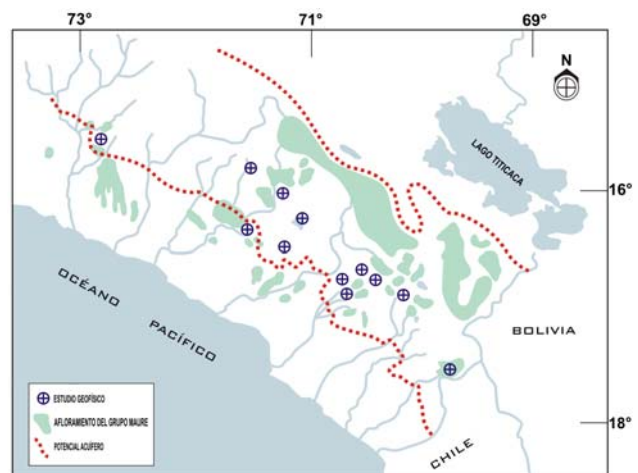 73°
71°
69°
N
LAGO TITICACA
16°
OCÉANO PACÍFICO
BOLIVIA
ESTUDIO GEOFÍSICO
AFLORAMIENTO DEL GRUPO MAURE
POTENCIAL ACUÍFERO
CHILE
18°